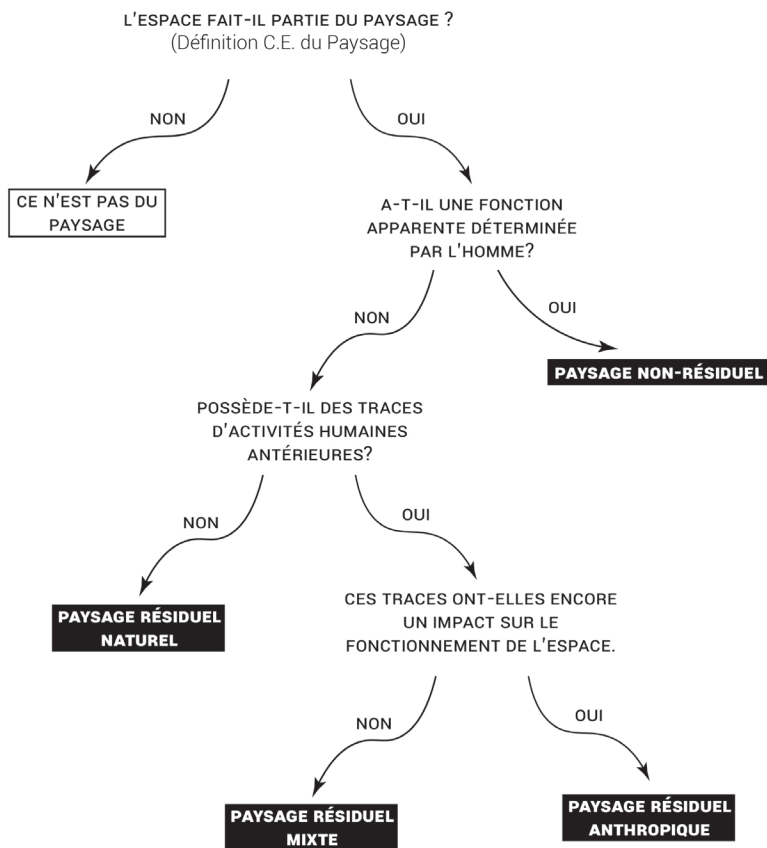 L'ESPACE FAIT-IL PARTIE DU PAYSAGE ?
(Définition C.E. du Paysage)
NON
OUI
CE N'EST PAS DU
PAYSAGE
A-T-IL UNE FONCTION
APPARENTE DÉTERMINÉE
PAR L'HOMME?
NON
OUI
PAYSAGE NON-RÉSIDUEL
POSSÈDE-T-IL DES TRACES
D'ACTIVITÉS HUMAINES
ANTÉRIEURES?
NON
OUI
PAYSAGE RÉSIDUEL
NATUREL
CES TRACES ONT-ELLES ENCORE
UN IMPACT SUR LE
FONCTIONNEMENT DE L'ESPACE.
NON
OUI
PAYSAGE RÉSIDUEL
MIXTE
PAYSAGE RÉSIDUEL
ANTHROPIQUE